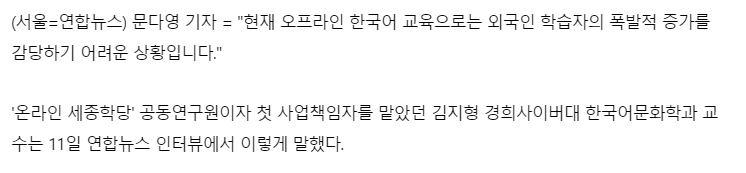 (서울=연합뉴스) 문다영 기자 = "현재 오프라인 한국어 교육으로는 외국인 학습자의 폭발적 증가를
감당하기 어려운 상황입니다."
'온라인 세종학당' 공동연구원이자 첫 사업책임자를 맡았던 김지형 경희사이버대 한국어문화학과 교
수는 11일 연합뉴스 인터뷰에서 이렇게 말했다.